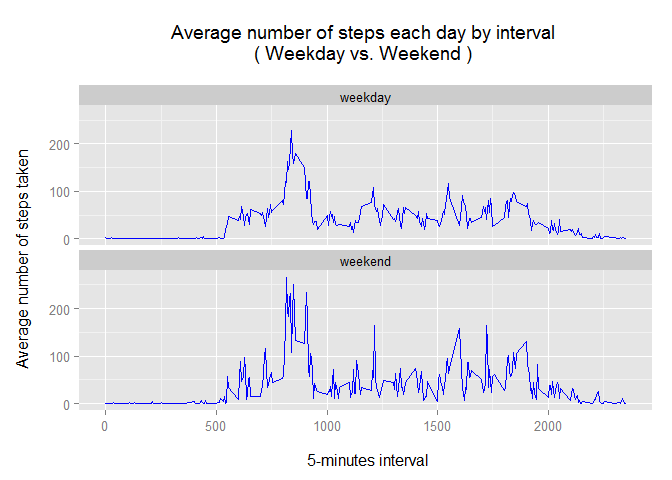 Average number of steps each day by interval
( Weekday vs. Weekend )
weekday
200
100
0
weekend
200
100
0
Average number of steps taken
0 500 1000 1500 2000
5-minutes interval